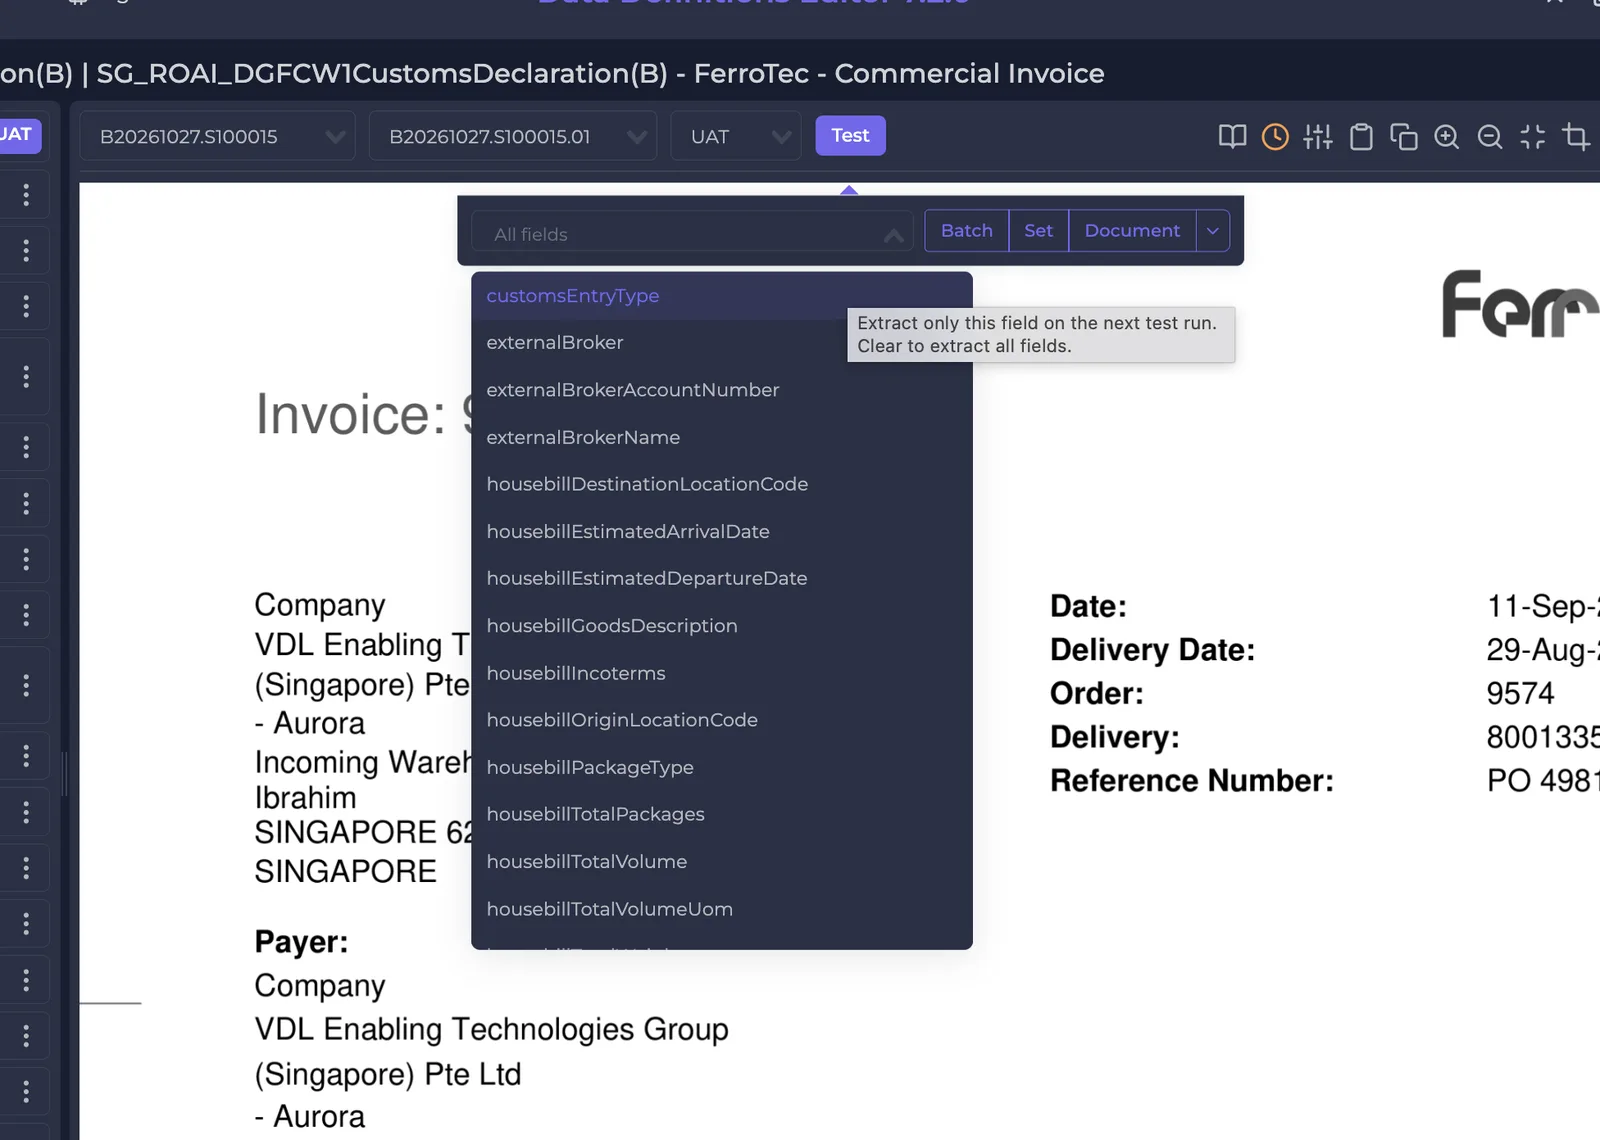 on(B) | SG_ROAI_DGFCW1CustomsDeclaration(B) - FerroTec - Commercial Invoice
UAT
B20261027.S100015
B20261027.S100015.01
UAT
Test
All fields
Batch
Set
Document
customsEntryType
externalBroker
externalBrokerAccountNumber
externalBrokerName
housebillDestinationLocationCode
housebillEstimatedArrivalDate
housebillEstimatedDepartureDate
housebillGoodsDescription
housebillIncoterms
housebillOriginLocationCode
housebillPackageType
housebillTotalPackages
housebillTotalVolume
housebillTotalVolumeUom
Extract only this field on the next test run.
Clear to extract all fields.
Ferr
Invoice:
Company
VDL Enabling T
(Singapore) Pte
- Aurora
Incoming Wareh
Ibrahim
SINGAPORE 62
SINGAPORE
Payer:
Company
VDL Enabling Technologies Group
(Singapore) Pte Ltd
- Aurora
Date: 11-Sep-2
Delivery Date: 29-Aug-2
Order: 9574
Delivery: 8001335
Reference Number: PO 4981